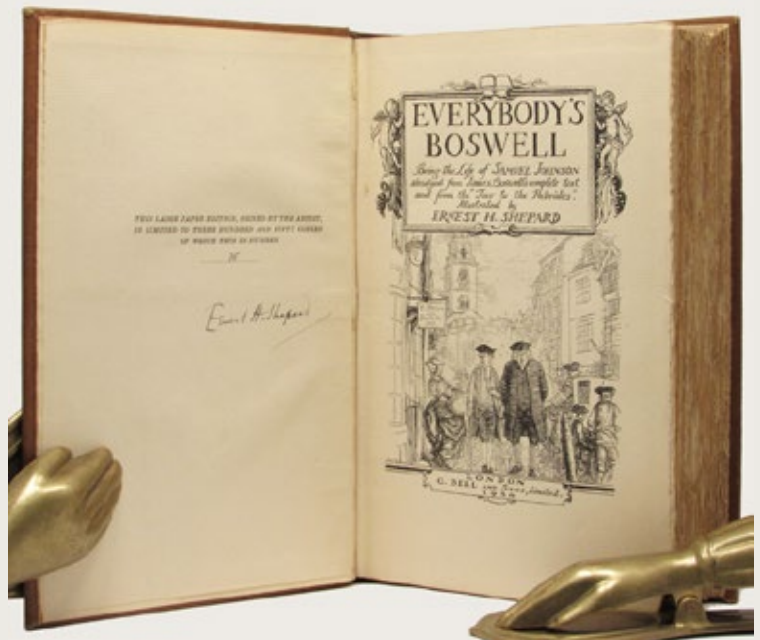 THIS LARGE PAPER EDITION, SIGNED BY THE ARTIST,
IS LIMITED TO THREE HUNDRED AND FIFTY COPIES
OF WHICH THIS IS NUMBER
Ernest H. Shepard
EVERYBODY'S
BOSWELL
Being the Life of SAMUEL JOHNSON
abridged from James Boswell's complete text
and from the "Tour to the Hebrides".
Illustrated by
ERNEST H. SHEPARD
LONDON
G. BELL AND Sons, Limited.
1930